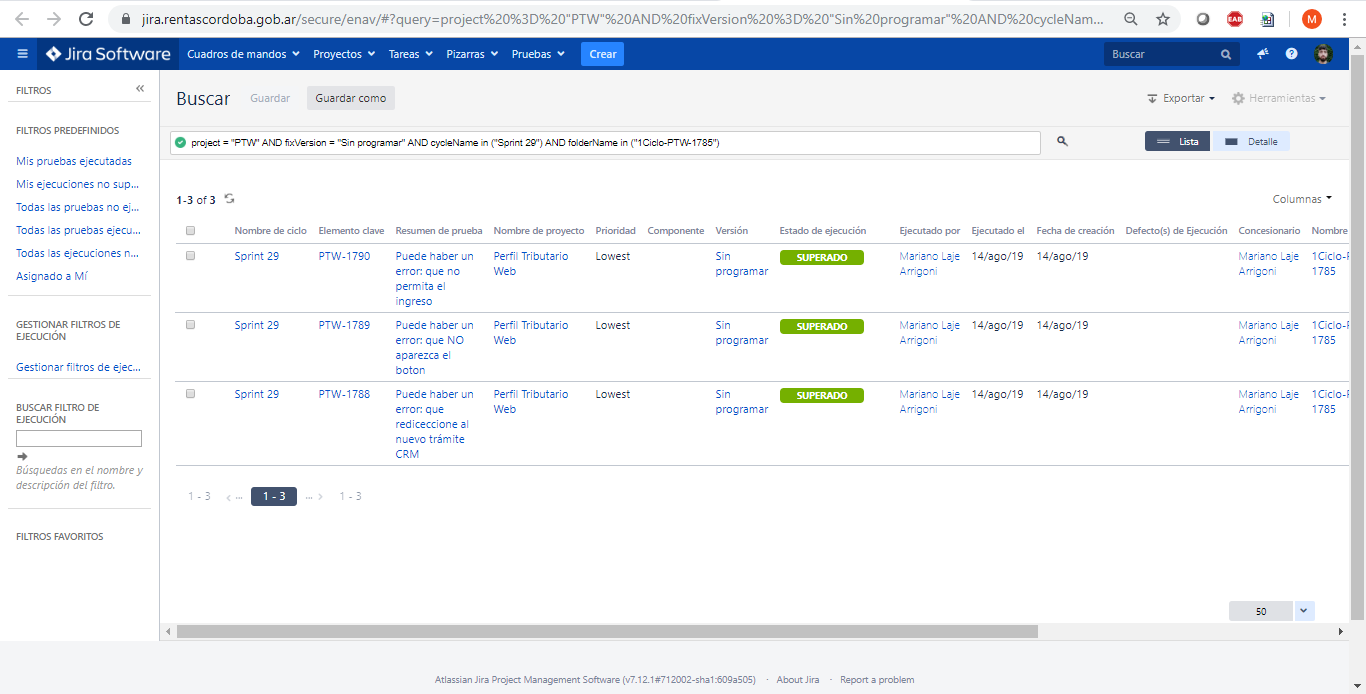 jira.rentascordoba.gob.ar/secure/enav/#?query=project%20%3D%20"PTW"%20AND%20fixVersion%20%3D%20"Sin%20programar"%20AND%20cycleNam...
EAB
M
Jira Software
Cuadros de mandos
Proyectos
Tareas
Pizarras
Pruebas
Crear
Buscar
FILTROS
FILTROS PREDEFINIDOS
Mis pruebas ejecutadas
Mis ejecuciones no sup...
Todas las pruebas no ej...
Todas las pruebas ejecu...
Todas las ejecuciones n...
Asignado a Mí
GESTIONAR FILTROS DE
EJECUCIÓN
Gestionar filtros de ejec...
BUSCAR FILTRO DE
EJECUCIÓN
Búsquedas en el nombre y
descripción del filtro.
FILTROS FAVORITOS
Buscar
Guardar
Guardar como
Exportar
Herramientas
project = "PTW" AND fixVersion = "Sin programar" AND cycleName in ("Sprint 29") AND folderName in ("1Ciclo-PTW-1785")
Lista
Detalle
1-3 of 3
Columnas
Nombre de ciclo Elemento clave Resumen de prueba Nombre de proyecto Prioridad Componente Versión Estado de ejecución Ejecutado por Ejecutado el Fecha de creación Defecto(s) de Ejecución Concesionario Nombre
Sprint 29 PTW-1790 Puede haber un Perfil Tributario Lowest Sin SUPERADO Mariano Laje 14/ago/19 14/ago/19 Mariano Laje 1Ciclo-P
error: que no Web programar Arrigoni Arrigoni 1785
permita el
ingreso
Sprint 29 PTW-1789 Puede haber un Perfil Tributario Lowest Sin SUPERADO Mariano Laje 14/ago/19 14/ago/19 Mariano Laje 1Ciclo-P
error: que NO Web programar Arrigoni Arrigoni 1785
aparezca el
boton
Sprint 29 PTW-1788 Puede haber un Perfil Tributario Lowest Sin SUPERADO Mariano Laje 14/ago/19 14/ago/19 Mariano Laje 1Ciclo-P
error: que Web programar Arrigoni Arrigoni 1785
rediceccione al
nuevo trámite
CRM
1 - 3 ... 1 - 3 ... 1 - 3
50
Atlassian Jira Project Management Software (v7.12.1#712002-sha1:609a505) · About Jira · Report a problem